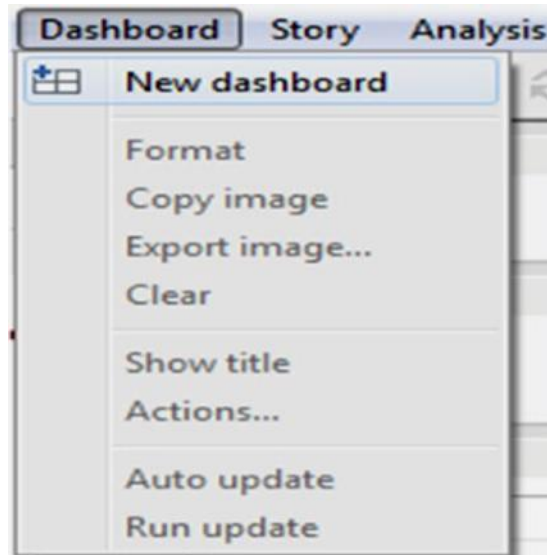 Dashboard Story Analysis
New dashboard
Format
Copy image
Export image...
Clear
Show title
Actions...
Auto update
Run update